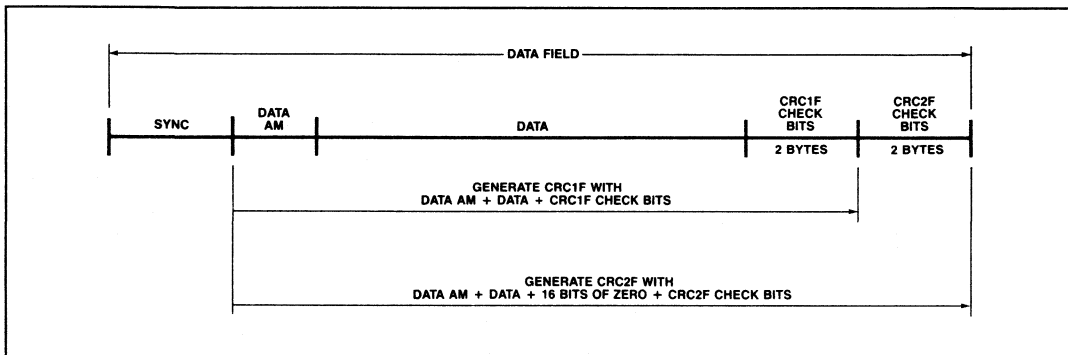 DATA FIELD
SYNC
DATA
AM
DATA
CRC1F
CHECK
BITS
2 BYTES
CRC2F
CHECK
BITS
2 BYTES
GENERATE CRC1F WITH
DATA AM + DATA + CRC1F CHECK BITS
GENERATE CRC2F WITH
DATA AM + DATA + 16 BITS OF ZERO + CRC2F CHECK BITS